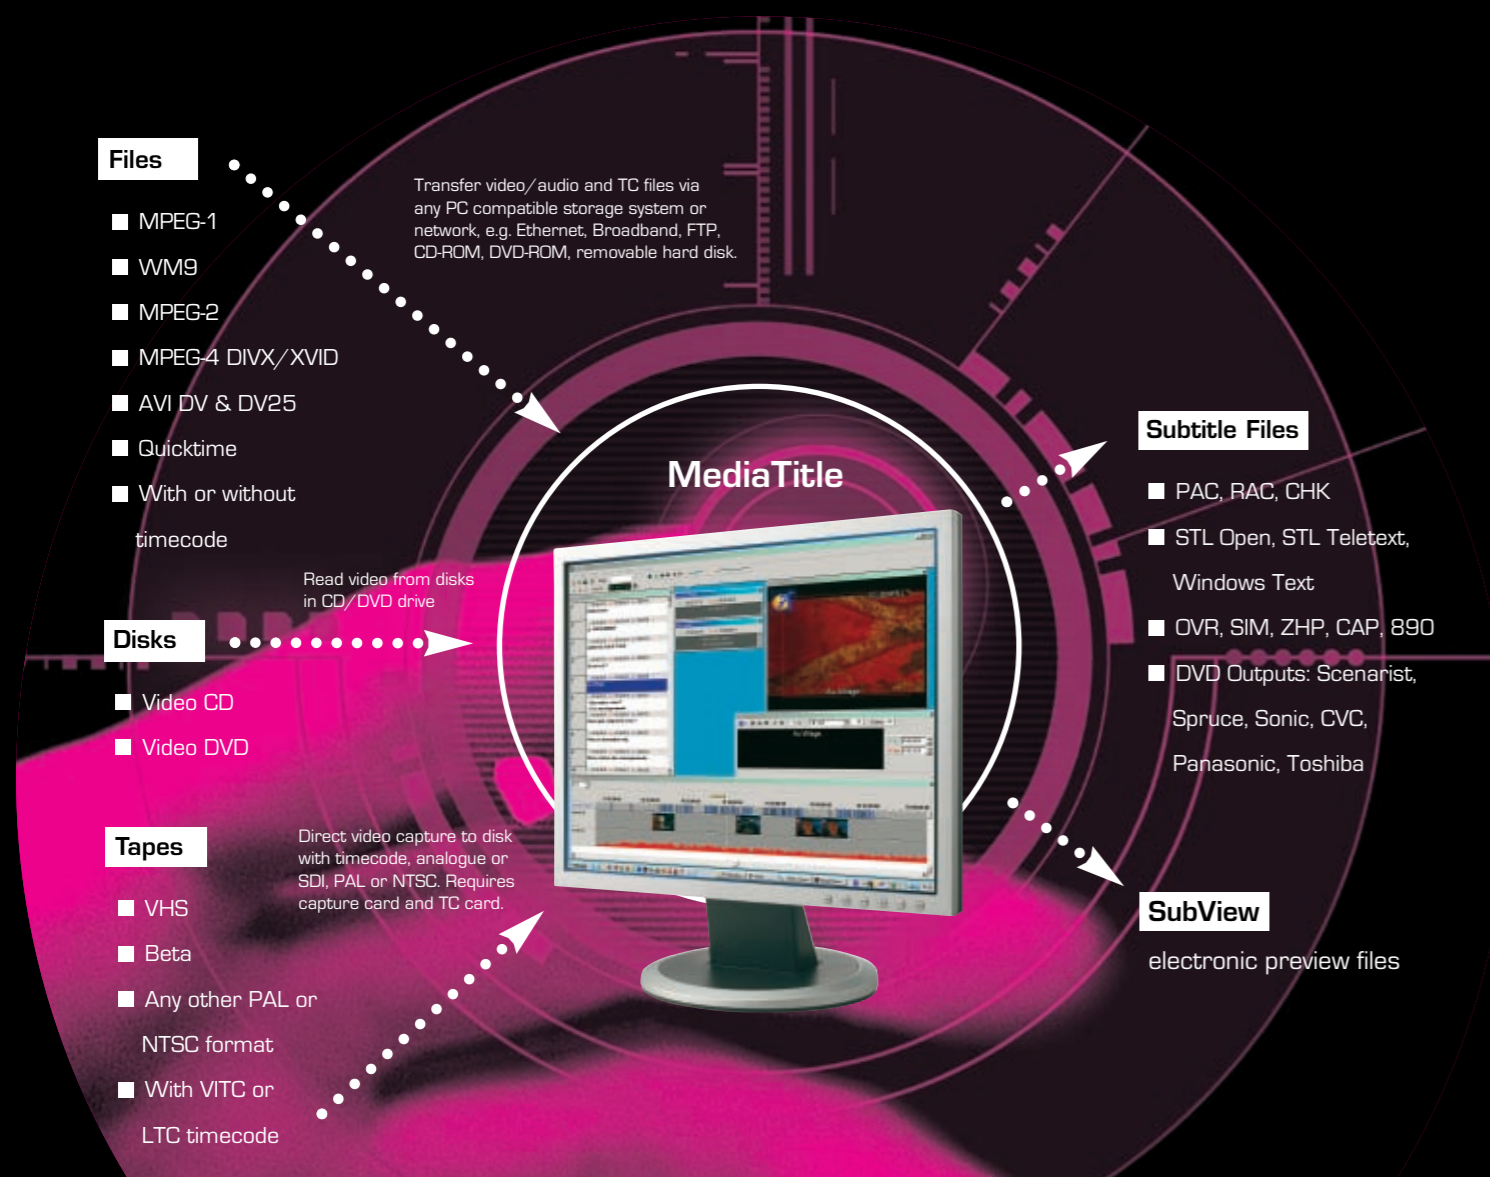 Files
MPEG-1
WM9
MPEG-2
MPEG-4 DIVX/XVID
AVI DV & DV25
Quicktime
With or without
timecode
Transfer video/audio and TC files via
any PC compatible storage system or
network, e.g. Ethernet, Broadband, FTP,
CD-ROM, DVD-ROM, removable hard disk.
Read video from disks
in CD/DVD drive
Disks
Video CD
Video DVD
Tapes
VHS
Beta
Any other PAL or
NTSC format
With VITC or
LTC timecode
Direct video capture to disk
with timecode, analogue or
SDI, PAL or NTSC. Requires
capture card and TC card.
MediaTitle
Subtitle Files
PAC, RAC, CHK
STL Open, STL Teletext,
Windows Text
OVR, SIM, ZHP, CAP, 890
DVD Outputs: Scenarist,
Spruce, Sonic, CVC,
Panasonic, Toshiba
SubView
electronic preview files